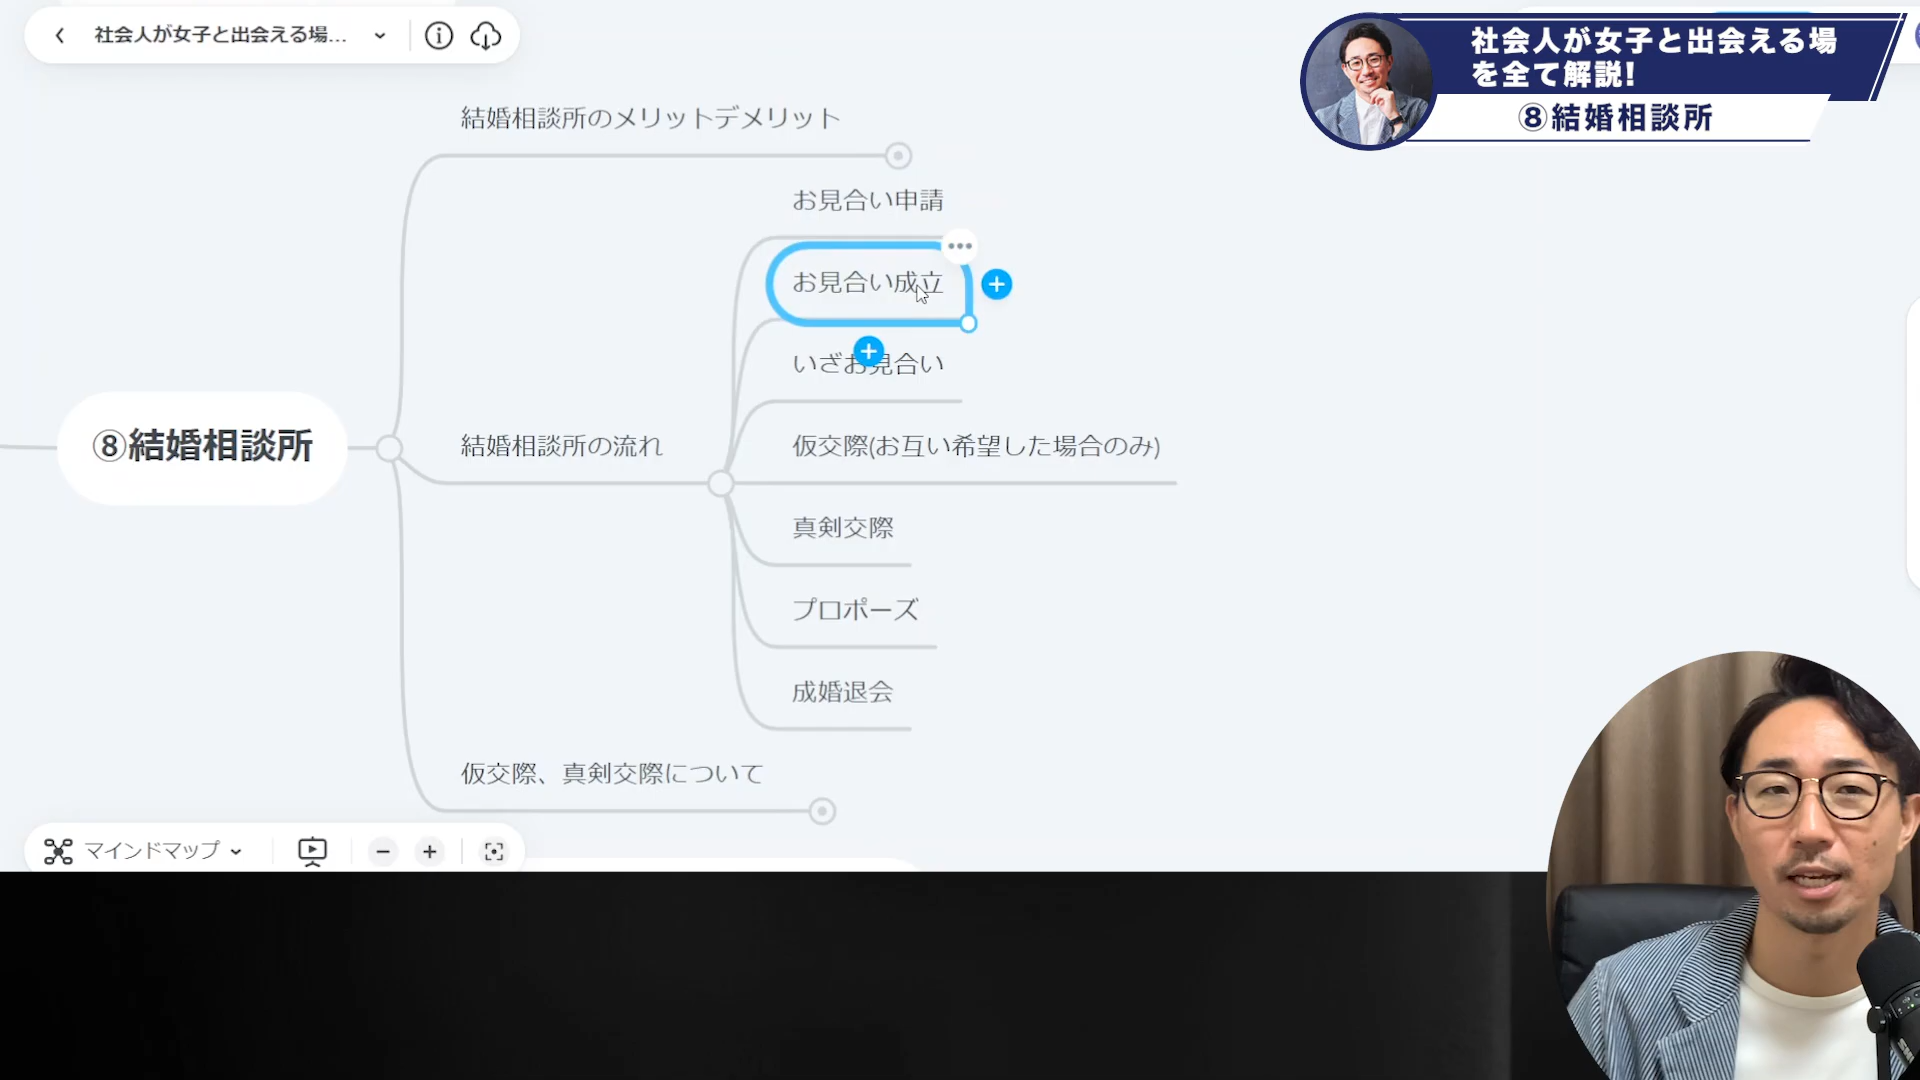 社会人が女子と出会える場...
社会人が女子と出会える場
を全て解説!
⑧結婚相談所
結婚相談所のメリットデメリット
お見合い申請
お見合い成立
いざお見合い
⑧結婚相談所
結婚相談所の流れ
仮交際(お互い希望した場合のみ)
真剣交際
プロポーズ
成婚退会
仮交際、真剣交際について
マインドマップ